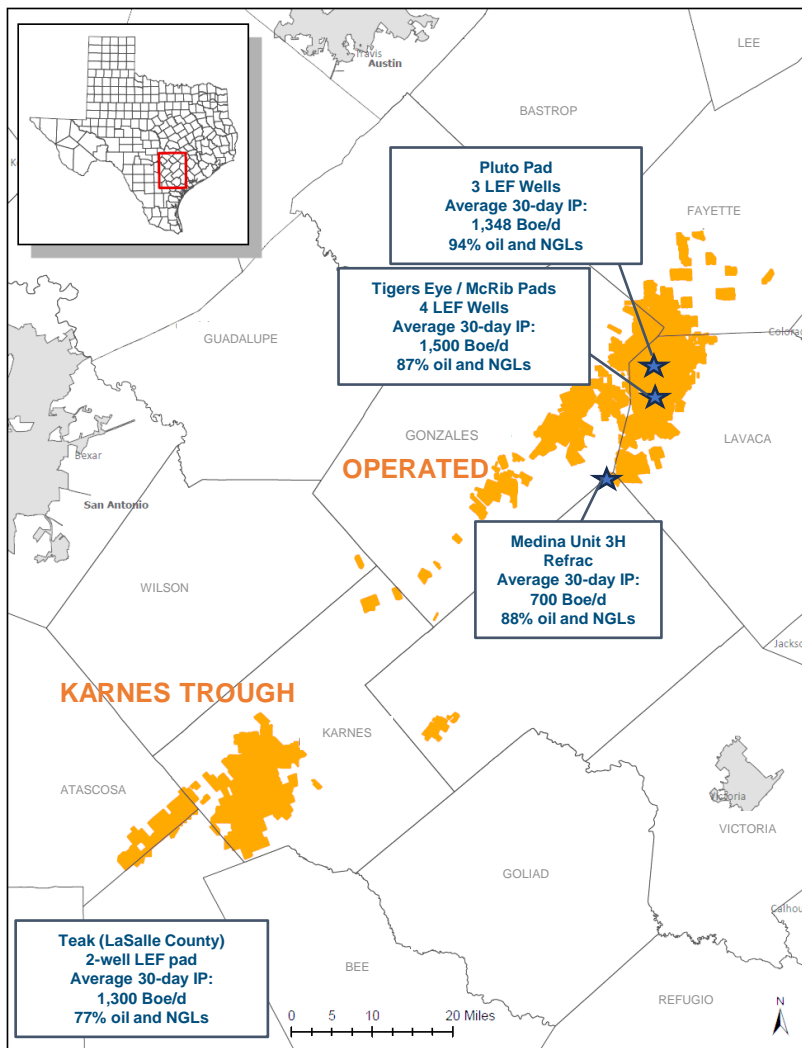 Travis
Austin
LEE
BASTROP
Pluto Pad
3 LEF Wells
Average 30-day IP:
1,348 Boe/d
94% oil and NGLs
FAYETTE
Tigers Eye / McRib Pads
4 LEF Wells
Average 30-day IP:
1,500 Boe/d
87% oil and NGLs
GUADALUPE
Colorad
GONZALES
LAVACA
Bexar
OPERATED
San Antonio
Medina Unit 3H
Refrac
Average 30-day IP:
700 Boe/d
88% oil and NGLs
WILSON
Jackso
KARNES TROUGH
KARNES
ATASCOSA
Victoria
VICTORIA
GOLIAD
Calhou
Teak (LaSalle County)
2-well LEF pad
Average 30-day IP:
1,300 Boe/d
77% oil and NGLs
BEE
REFUGIO
N
0 5 10 20 Miles